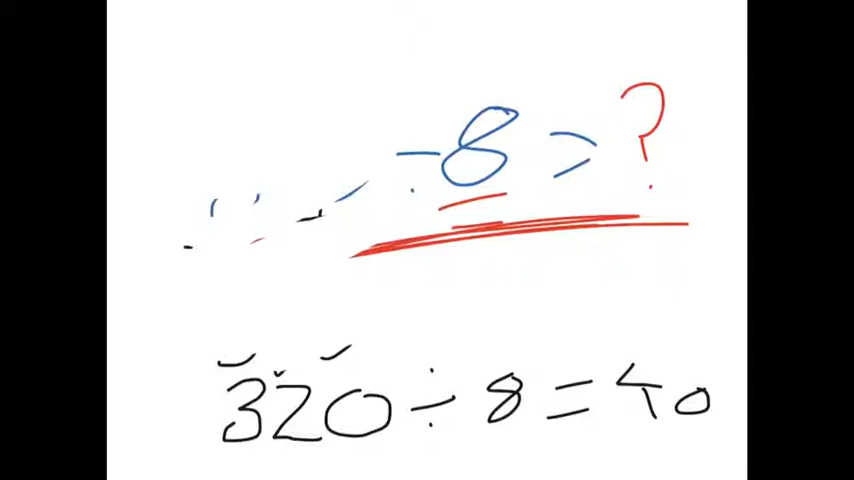 ÷8 = ?
320 ÷ 8 = 40